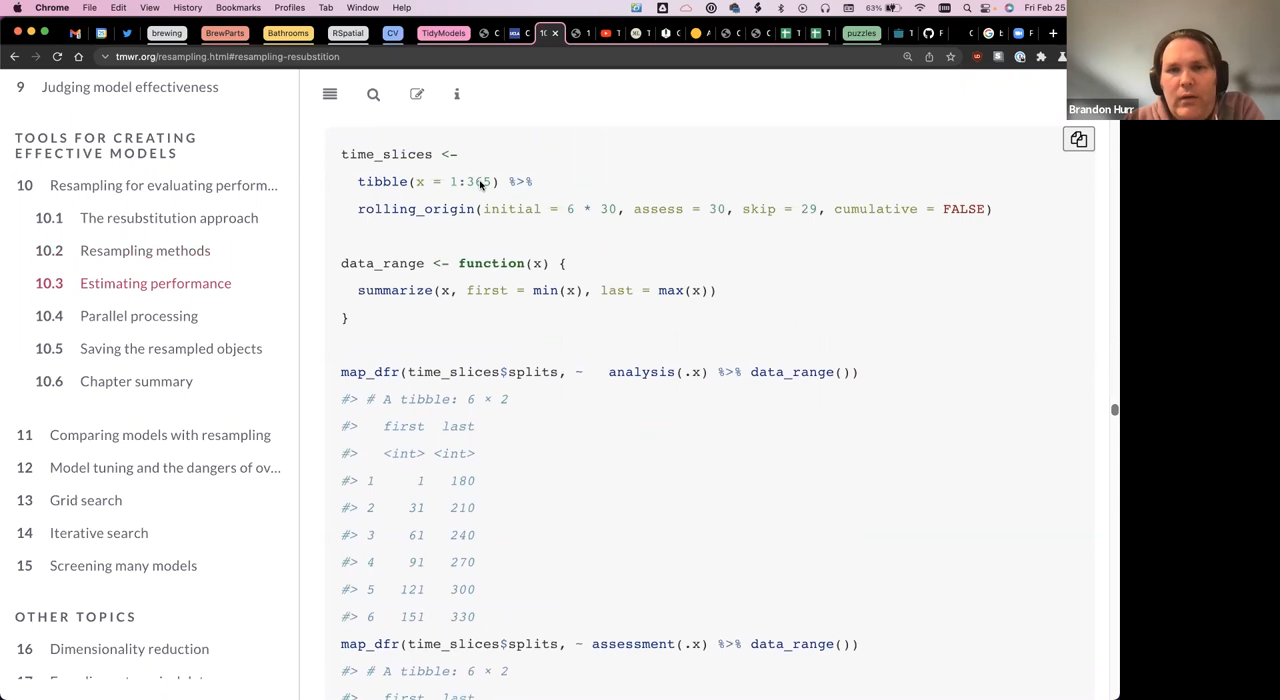 Chrome File Edit View History Bookmarks Profiles Tab Window Help 63% Fri Feb 25
brewing BrewParts Bathrooms RSpatial CV TidyModels puzzles
tmwr.org/resampling.html#resampling-resubstition
Brandon Hurr
9 Judging model effectiveness
TOOLS FOR CREATING
EFFECTIVE MODELS
10 Resampling for evaluating perform...
10.1 The resubstitution approach
10.2 Resampling methods
10.3 Estimating performance
10.4 Parallel processing
10.5 Saving the resampled objects
10.6 Chapter summary
11 Comparing models with resampling
12 Model tuning and the dangers of ov...
13 Grid search
14 Iterative search
15 Screening many models
OTHER TOPICS
16 Dimensionality reduction
time_slices <-
tibble(x = 1:365) %>%
rolling_origin(initial = 6 * 30, assess = 30, skip = 29, cumulative = FALSE)
data_range <- function(x) {
summarize(x, first = min(x), last = max(x))
}
map_dfr(time_slices$splits, ~   analysis(.x) %>% data_range())
#> # A tibble: 6 × 2
#>   first  last
#>   <int> <int>
#> 1     1   180
#> 2    31   210
#> 3    61   240
#> 4    91   270
#> 5   121   300
#> 6   151   330
map_dfr(time_slices$splits, ~ assessment(.x) %>% data_range())
#> # A tibble: 6 × 2
#>   first  last